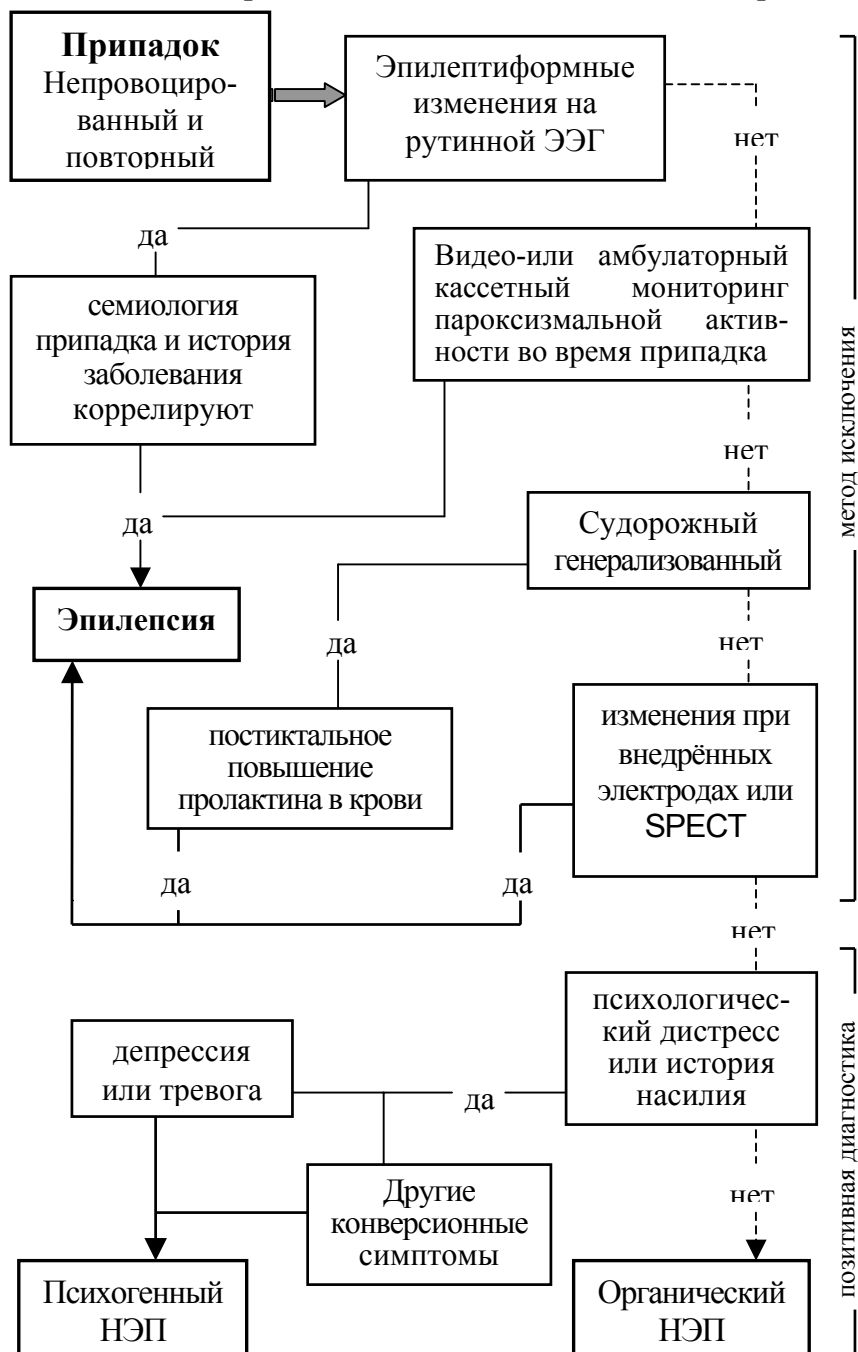 Припадок
Непровоциро-
ванный и
повторный
Эпилептиформные
изменения на
рутинной ЭЭГ
нет
да
Видео-или амбулаторный
кассетный мониторинг
пароксизмальной актив-
ности во время припадка
семиология
припадка и история
заболевания
коррелируют
нет
да
Судорожный
генерализованный
Эпилепсия
да
нет
постиктальное
повышение
пролактина в крови
изменения при
внедрённых
электродах или
SPECT
да
да
нет
метод исключения
психологичес-
кий дистресс
или история
насилия
депрессия
или тревога
да
Другие
конверсионные
симптомы
нет
Психогенный
НЭП
Органический
НЭП
позитивная диагностика